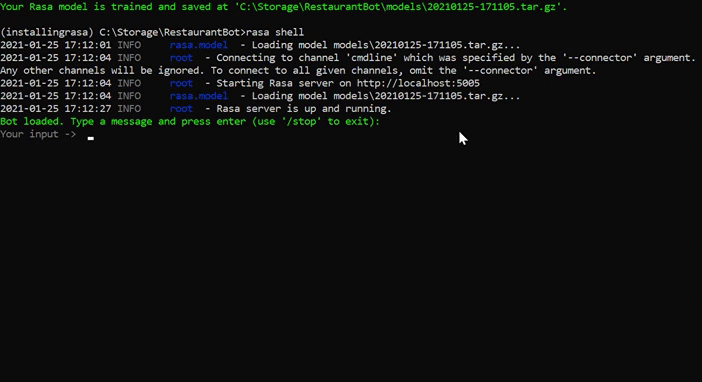 Your Rasa model is trained and saved at 'C:\Storage\RestaurantBot\models\20210125-171105.tar.gz'.
(installingrasa) C:\Storage\RestaurantBot>rasa shell
2021-01-25 17:12:01 INFO     rasa.model  - Loading model models\20210125-171105.tar.gz...
2021-01-25 17:12:04 INFO     root  - Connecting to channel 'cmdline' which was specified by the '--connector' argument.
Any other channels will be ignored. To connect to all given channels, omit the '--connector' argument.
2021-01-25 17:12:04 INFO     root  - Starting Rasa server on http://localhost:5005
2021-01-25 17:12:04 INFO     rasa.model  - Loading model models\20210125-171105.tar.gz...
2021-01-25 17:12:27 INFO     root  - Rasa server is up and running.
Bot loaded. Type a message and press enter (use '/stop' to exit):
Your input ->